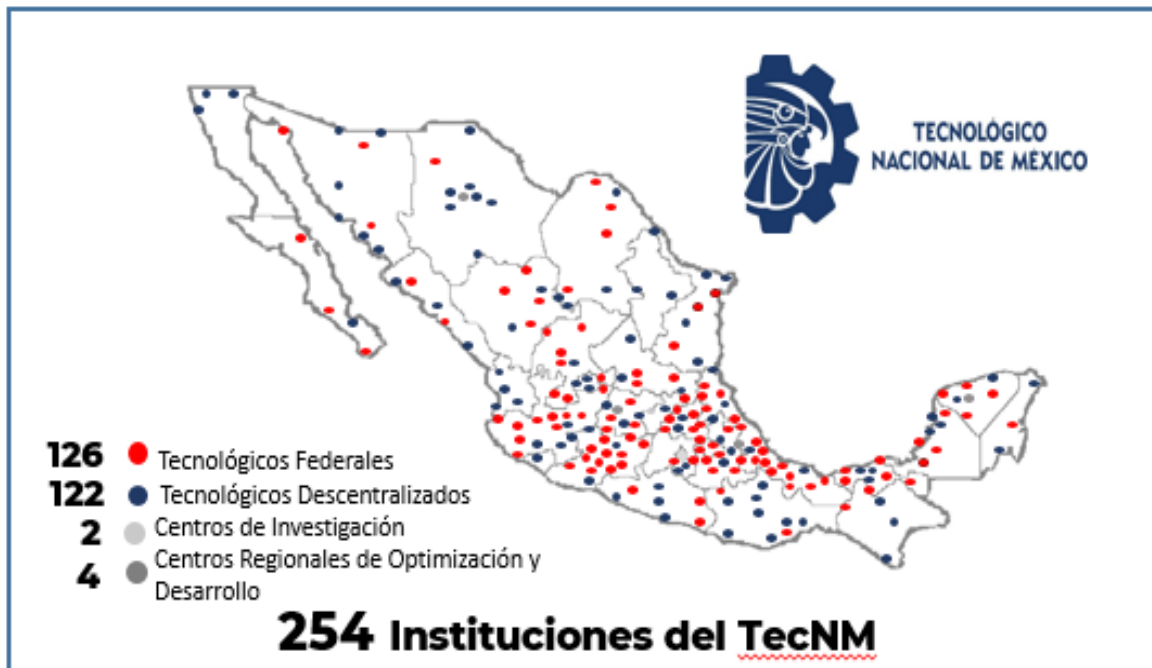 TECNOLÓGICO
NACIONAL DE MÉXICO
126 Tecnológicos Federales
122 Tecnológicos Descentralizados
2 Centros de Investigación
4 Centros Regionales de Optimización y
Desarrollo
254 Instituciones del TecNM